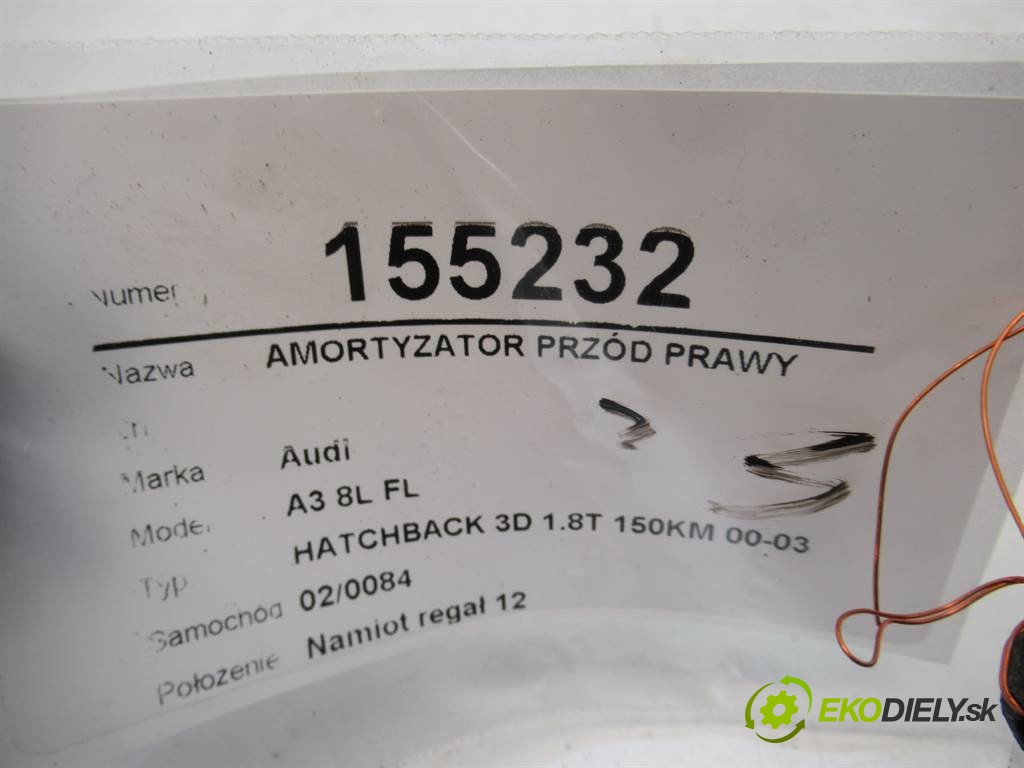 Numer 155232
Nazwa AMORTYZATOR PRZÓD PRAWY
Marka Audi
Model A3 8L FL
Typ HATCHBACK 3D 1.8T 150KM 00-03
Samochód 02/0084
Położenie Namiot regał 12
EKODIELY.sk